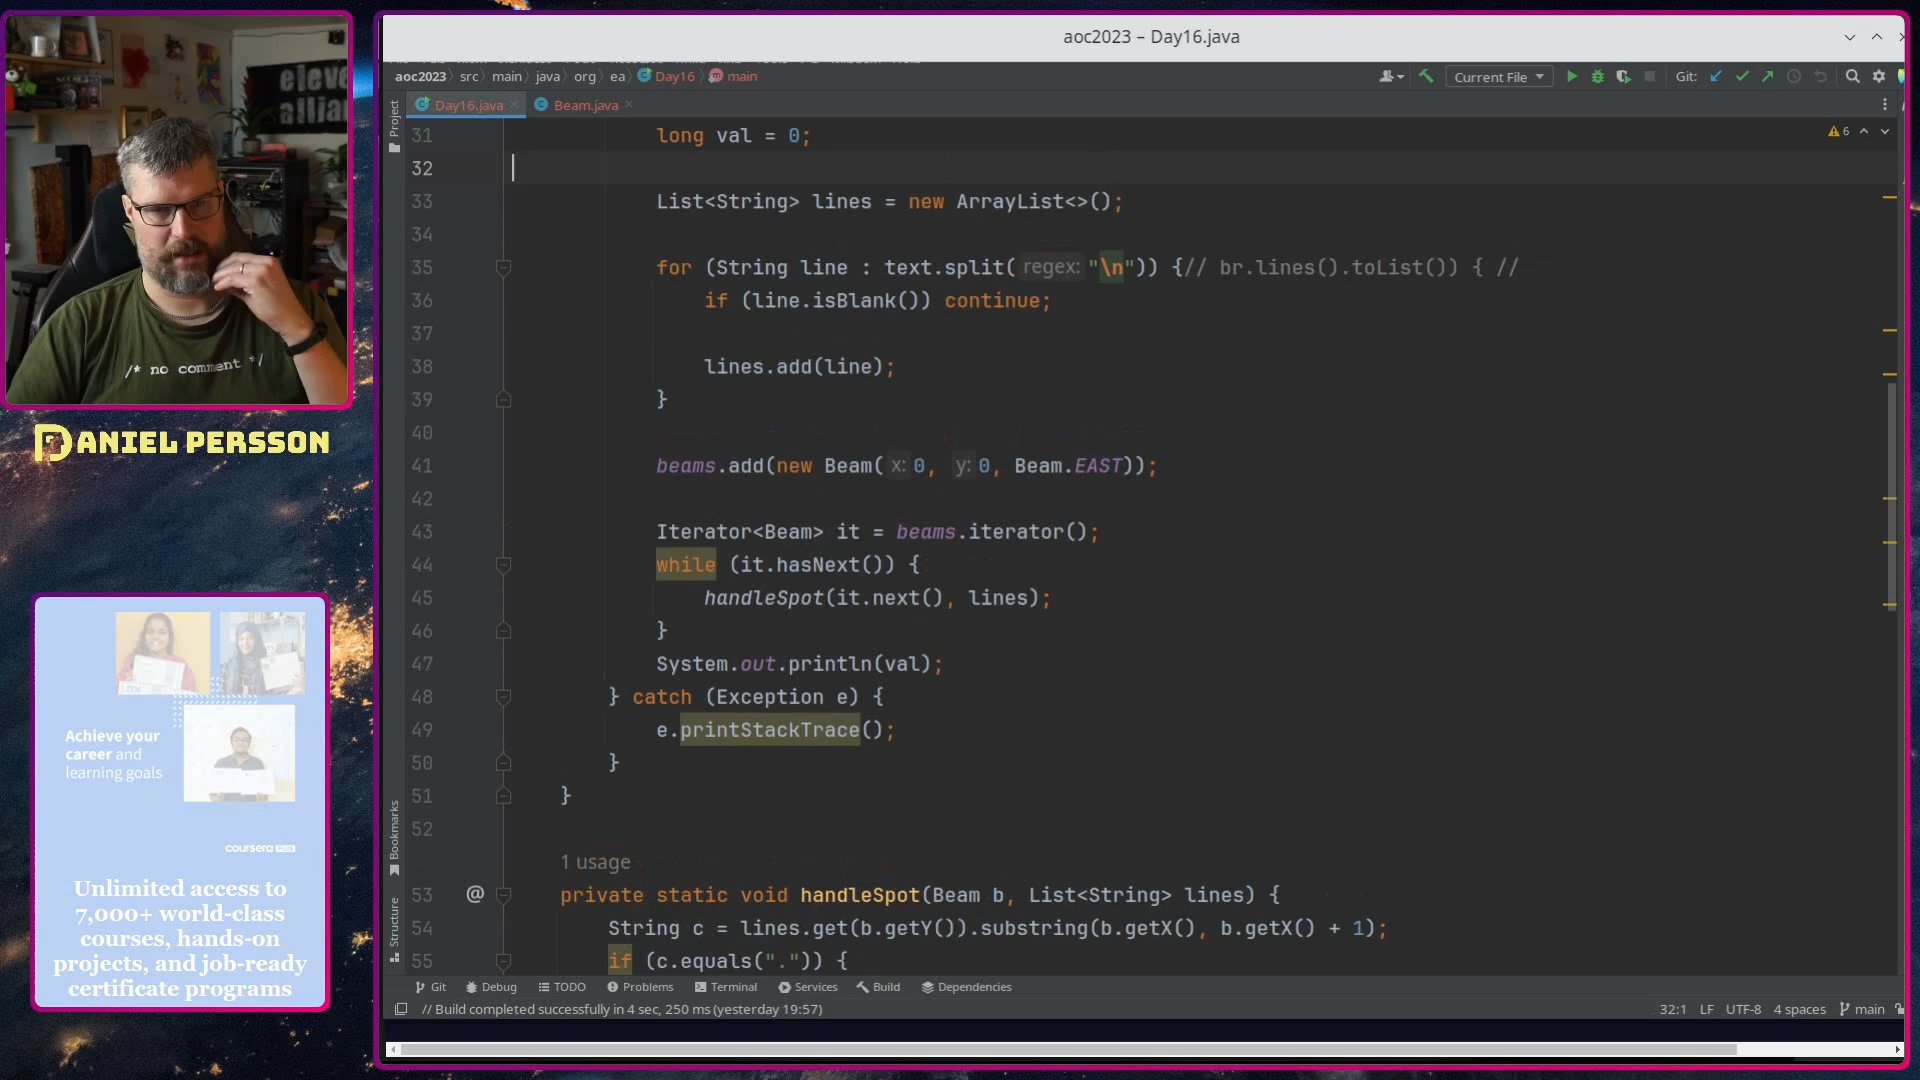 aoc2023 – Day16.java
aoc2023 src main java org ea Day16 main
Current File
Git:
Day16.java
Beam.java
Project
6
31 long val = 0;
32
33 List<String> lines = new ArrayList<>();
34
35 for (String line : text.split( regex: "\n")) {// br.lines().toList()) { //
36 if (line.isBlank()) continue;
37
38 lines.add(line);
39 }
40
41 beams.add(new Beam( x: 0, y: 0, Beam.EAST));
42
43 Iterator<Beam> it = beams.iterator();
44 while (it.hasNext()) {
45 handleSpot(it.next(), lines);
46 }
47 System.out.println(val);
48 } catch (Exception e) {
49 e.printStackTrace();
50 }
51 }
52
1 usage
53 @ private static void handleSpot(Beam b, List<String> lines) {
54 String c = lines.get(b.getY()).substring(b.getX(), b.getX() + 1);
55 if (c.equals(".")) {
Bookmarks
Structure
Git Debug TODO Problems Terminal Services Build Dependencies
// Build completed successfully in 4 sec, 250 ms (yesterday 19:57)
32:1 LF UTF-8 4 spaces main
/* no comment */
DANIEL PERSSON
Achieve your
career and
learning goals
coursera PLUS
Unlimited access to
7,000+ world-class
courses, hands-on
projects, and job-ready
certificate programs